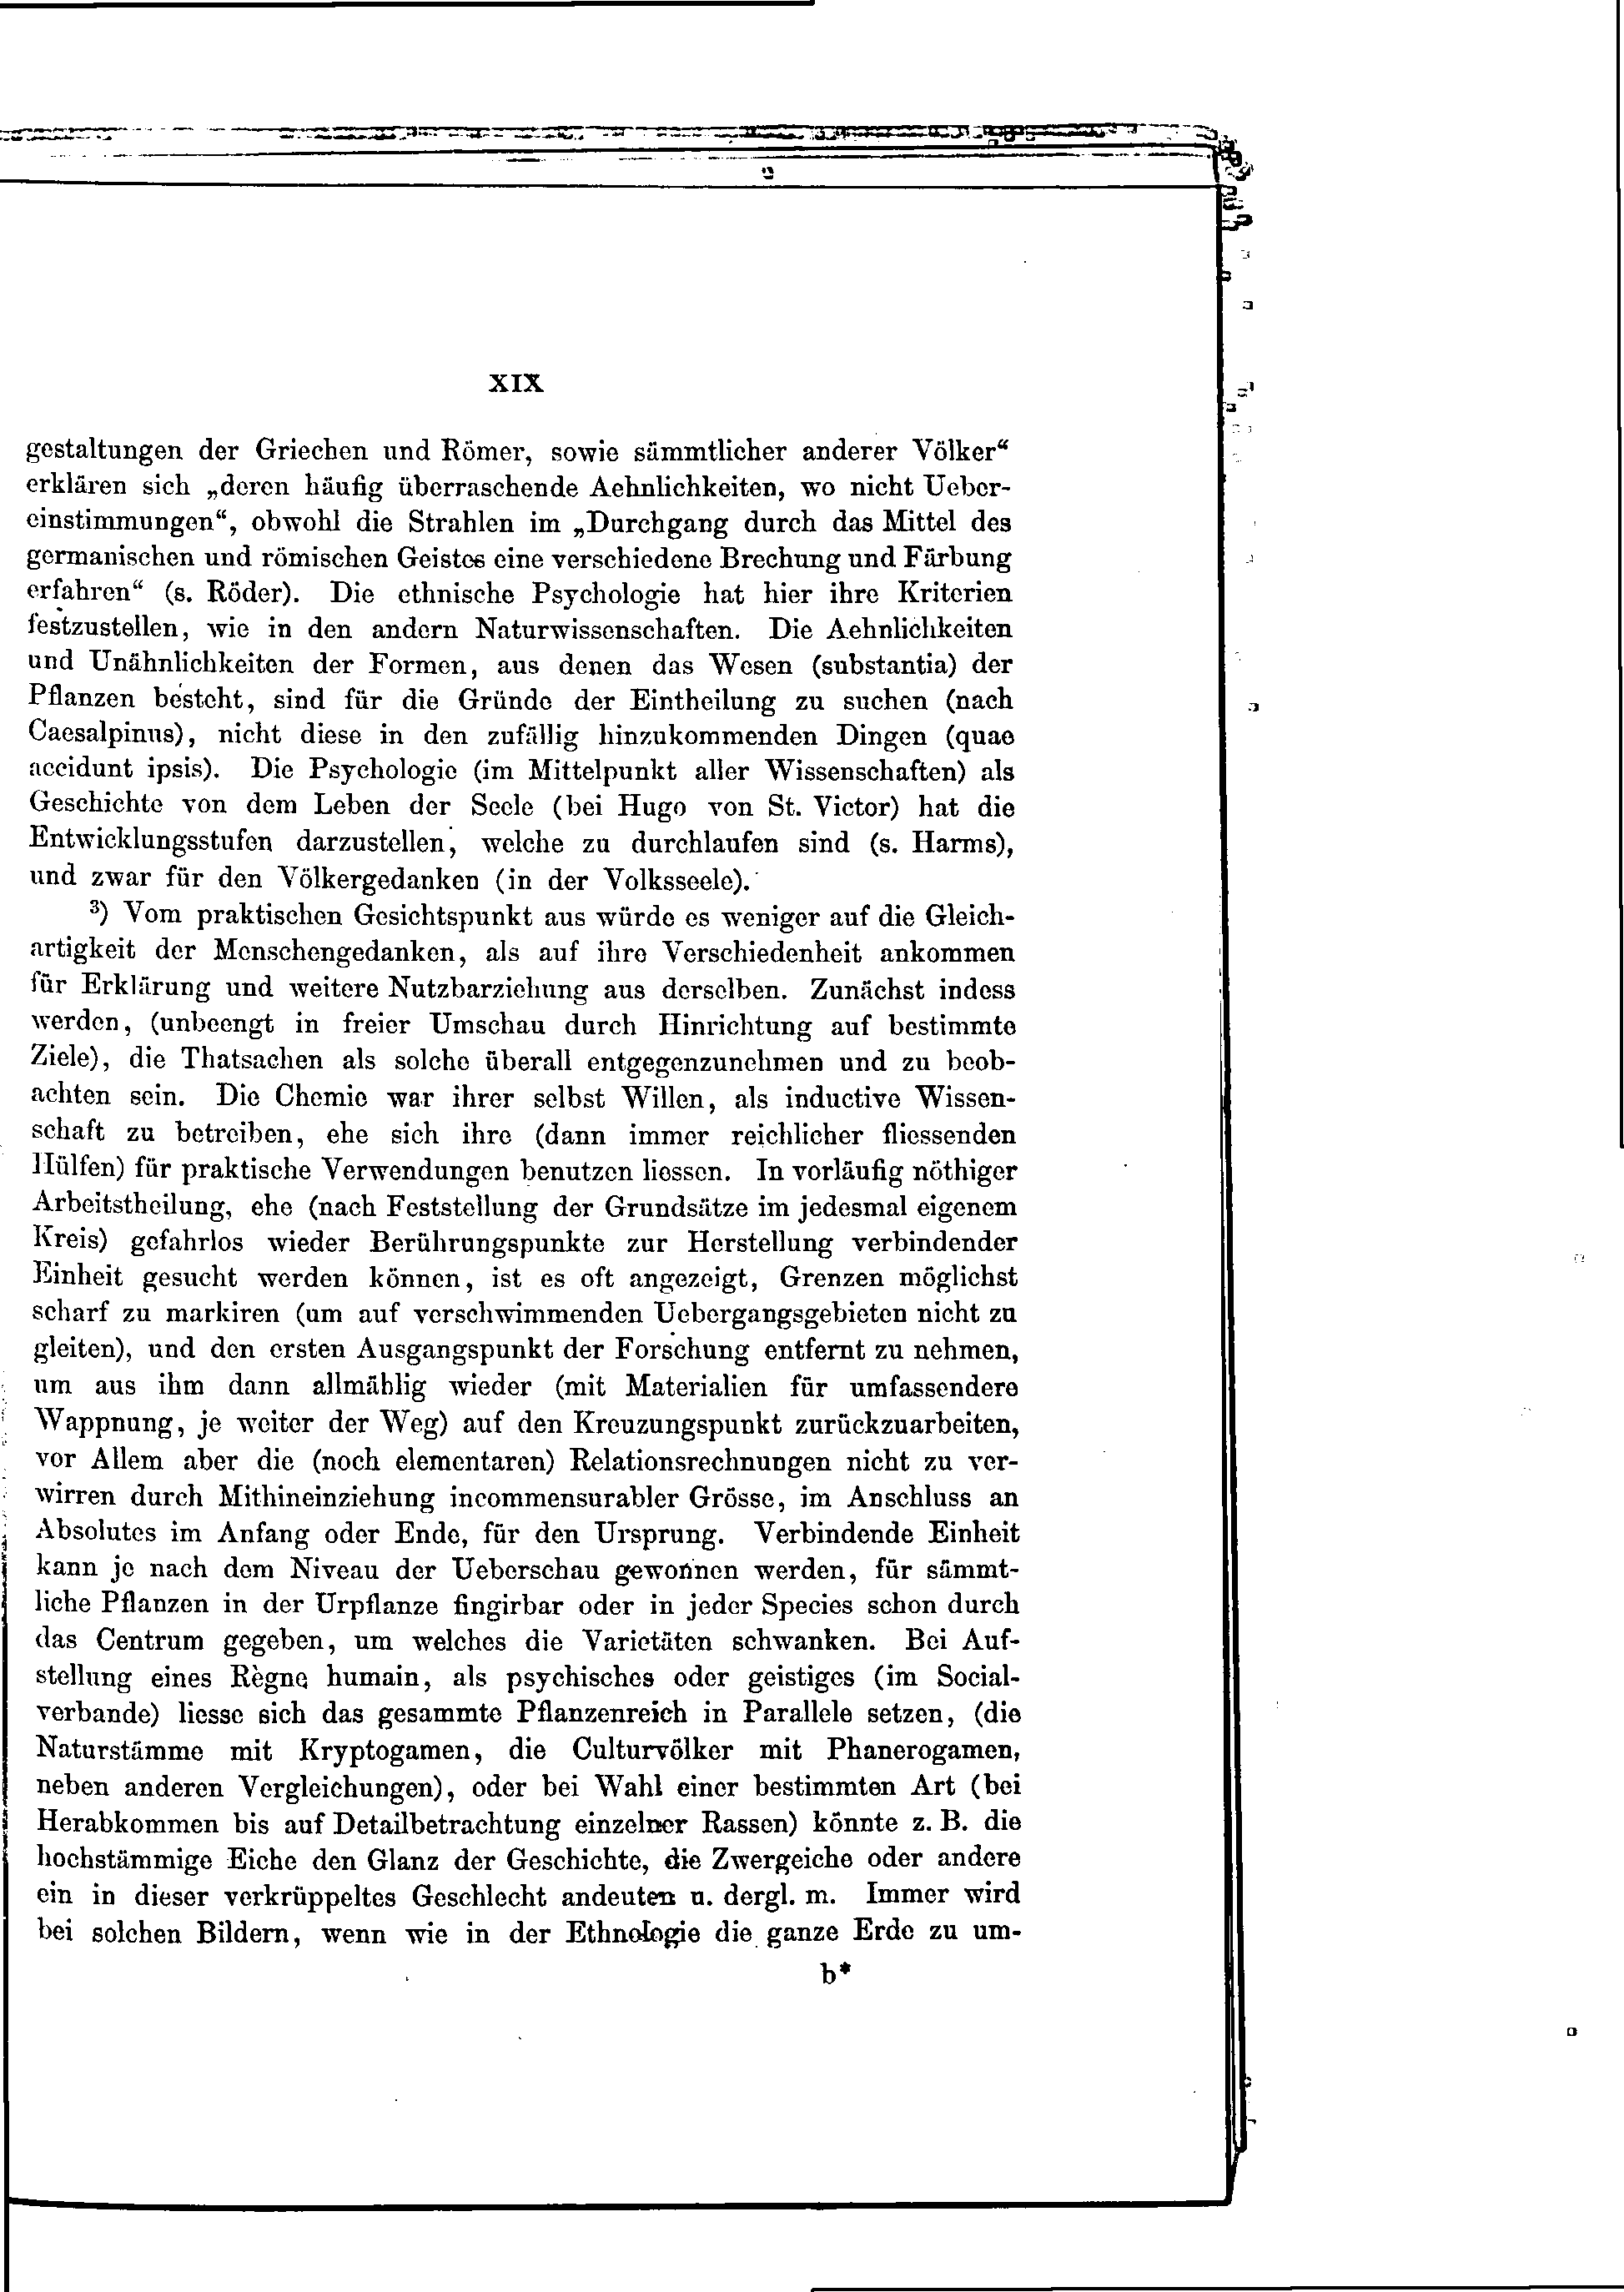 XIX
gestaltungen der Griechen und Römer, sowie sämmtlicher anderer Völker“
erklären sich „deren häufig überraschende Aehnlichkeiten, wo nicht Ueber-
einstimmungen“, obwohl die Strahlen im „Durchgang durch das Mittel des
germanischen und römischen Geistes eine verschiedene Brechung und Färbung
erfahren“ (s. Röder). Die ethnische Psychologie hat hier ihre Kriterien
festzustellen, wie in den andern Naturwissenschaften. Die Aehnlichkeiten
und Unähnlichkeiten der Formen, aus denen das Wesen (substantia) der
Pflanzen besteht, sind für die Gründe der Eintheilung zu suchen (nach
Caesalpinus), nicht diese in den zufällig hinzukommenden Dingen (quae
accidunt ipsis). Die Psychologie (im Mittelpunkt aller Wissenschaften) als
Geschichte von dem Leben der Seele (bei Hugo von St. Victor) hat die
Entwicklungsstufen darzustellen, welche zu durchlaufen sind (s. Harms),
und zwar für den Völkergedanken (in der Volksseele).
³) Vom praktischen Gesichtspunkt aus würde es weniger auf die Gleich-
artigkeit der Menschengedanken, als auf ihre Verschiedenheit ankommen
für Erklärung und weitere Nutzbarziehung aus derselben. Zunächst indess
werden, (unbeengt in freier Umschau durch Hinrichtung auf bestimmte
Ziele), die Thatsachen als solche überall entgegenzunehmen und zu beob-
achten sein. Die Chemie war ihrer selbst Willen, als inductive Wissen-
schaft zu betreiben, ehe sich ihre (dann immer reichlicher fliessenden
Hülfen) für praktische Verwendungen benutzen liessen. In vorläufig nöthiger
Arbeitstheilung, ehe (nach Feststellung der Grundsätze im jedesmal eigenem
Kreis) gefahrlos wieder Berührungspunkte zur Herstellung verbindender
Einheit gesucht werden können, ist es oft angezeigt, Grenzen möglichst
scharf zu markiren (um auf verschwimmenden Uebergangsgebieten nicht zu
gleiten), und den ersten Ausgangspunkt der Forschung entfernt zu nehmen,
um aus ihm dann allmählig wieder (mit Materialien für umfassendere
Wappnung, je weiter der Weg) auf den Kreuzungspunkt zurückzuarbeiten,
vor Allem aber die (noch elementaren) Relationsrechnungen nicht zu ver-
wirren durch Mithineinziehung incommensurabler Grösse, im Anschluss an
Absolutes im Anfang oder Ende, für den Ursprung. Verbindende Einheit
kann je nach dem Niveau der Ueberschau gewonnen werden, für sämmt-
liche Pflanzen in der Urpflanze fingirbar oder in jeder Species schon durch
das Centrum gegeben, um welches die Varietäten schwanken. Bei Auf-
stellung eines Règne humain, als psychisches oder geistiges (im Social-
verbande) liesse sich das gesammte Pflanzenreich in Parallele setzen, (die
Naturstämme mit Kryptogamen, die Culturvölker mit Phanerogamen,
neben anderen Vergleichungen), oder bei Wahl einer bestimmten Art (bei
Herabkommen bis auf Detailbetrachtung einzelner Rassen) könnte z. B. die
hochstämmige Eiche den Glanz der Geschichte, die Zwergeiche oder andere
ein in dieser verkrüppeltes Geschlecht andeuten u. dergl. m. Immer wird
bei solchen Bildern, wenn wie in der Ethnologie die ganze Erde zu um-
b*